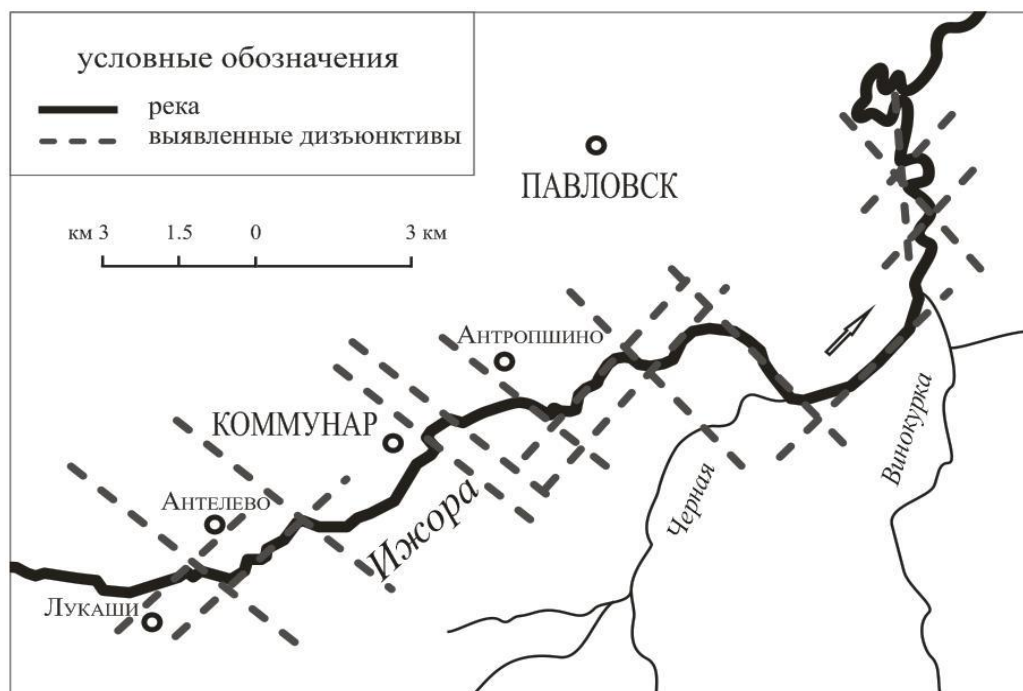 условные обозначения
река
выявленные дизъюнктивы
ПАВЛОВСК
км 3 1.5 0 3 км
АНТРОПШИНО
КОММУНАР
АНТЕЛЕВО
Ижора
Черная
Винокурка
ЛУКАШИ